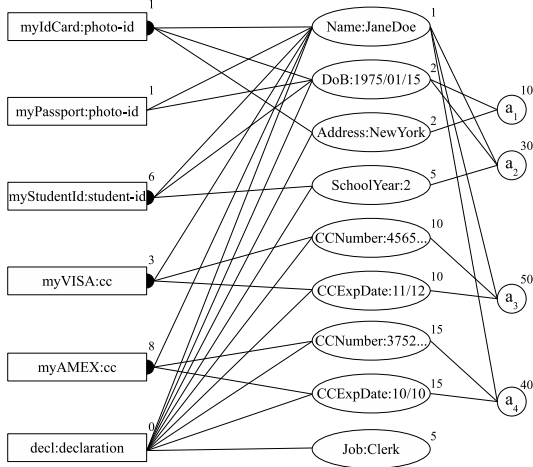 1
myIdCard:photo-id
Name:JaneDoe
1
1
myPassport:photo-id
DoB:1975/01/15
2
a1
10
Address:NewYork
2
a2
30
6
myStudentId:student-id
SchoolYear:2
5
3
myVISA:cc
CCNumber:4565...
10
CCExpDate:11/12
10
a3
50
8
myAMEX:cc
CCNumber:3752...
15
CCExpDate:10/10
15
a4
40
0
decl:declaration
Job:Clerk
5